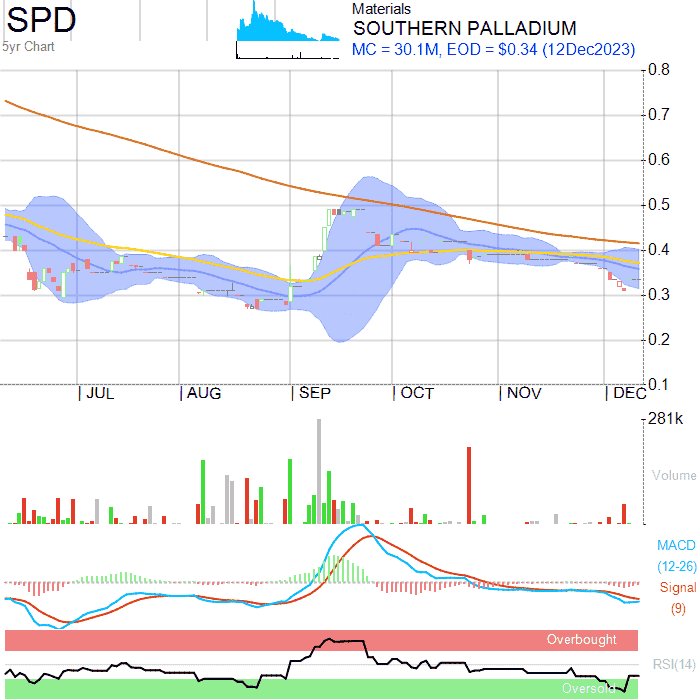 SPD
5yr Chart
Materials
SOUTHERN PALLADIUM
MC = 30.1M, EOD = $0.34 (12Dec2023)
0.8
0.7
0.6
0.5
0.4
0.3
0.2
0.1
| JUL | AUG | SEP | OCT | NOV | DEC
281k
Volume
MACD
(12-26)
Signal
(9)
Overbought
RSI(14)
Oversold